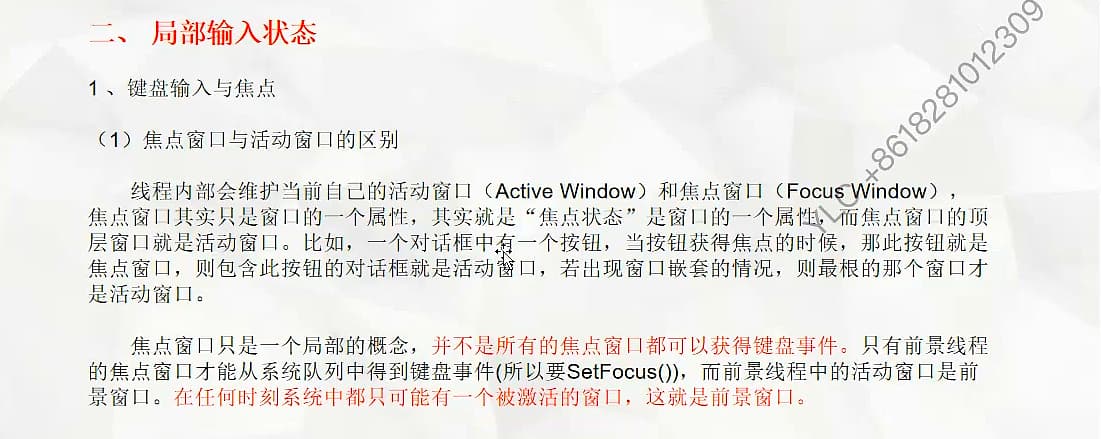 二、 局部输入状态
1 、键盘输入与焦点
（1）焦点窗口与活动窗口的区别
线程内部会维护当前自己的活动窗口（Active Window）和焦点窗口（Focus Window），
焦点窗口其实只是窗口的一个属性，其实就是“焦点状态”是窗口的一个属性，而焦点窗口的顶
层窗口就是活动窗口。比如，一个对话框中有一个按钮，当按钮获得焦点的时候，那此按钮就是
焦点窗口，则包含此按钮的对话框就是活动窗口，若出现窗口嵌套的情况，则最根的那个窗口才
是活动窗口。
焦点窗口只是一个局部的概念，并不是所有的焦点窗口都可以获得键盘事件。只有前景线程
的焦点窗口才能从系统队列中得到键盘事件(所以要SetFocus())，而前景线程中的活动窗口是前
景窗口。在任何时刻系统中都只可能有一个被激活的窗口，这就是前景窗口。
YLC +8618281012309